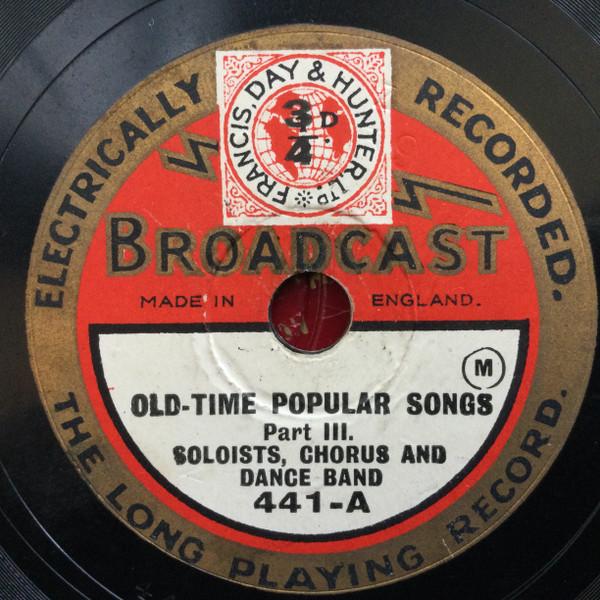 ELECTRICALLY RECORDED.
FRANCIS, DAY & HUNTER, LTD
3/4 D.
BROADCAST
MADE IN ENGLAND.
M
OLD-TIME POPULAR SONGS
Part III.
SOLOISTS, CHORUS AND
DANCE BAND
441-A
THE LONG PLAYING RECORD.